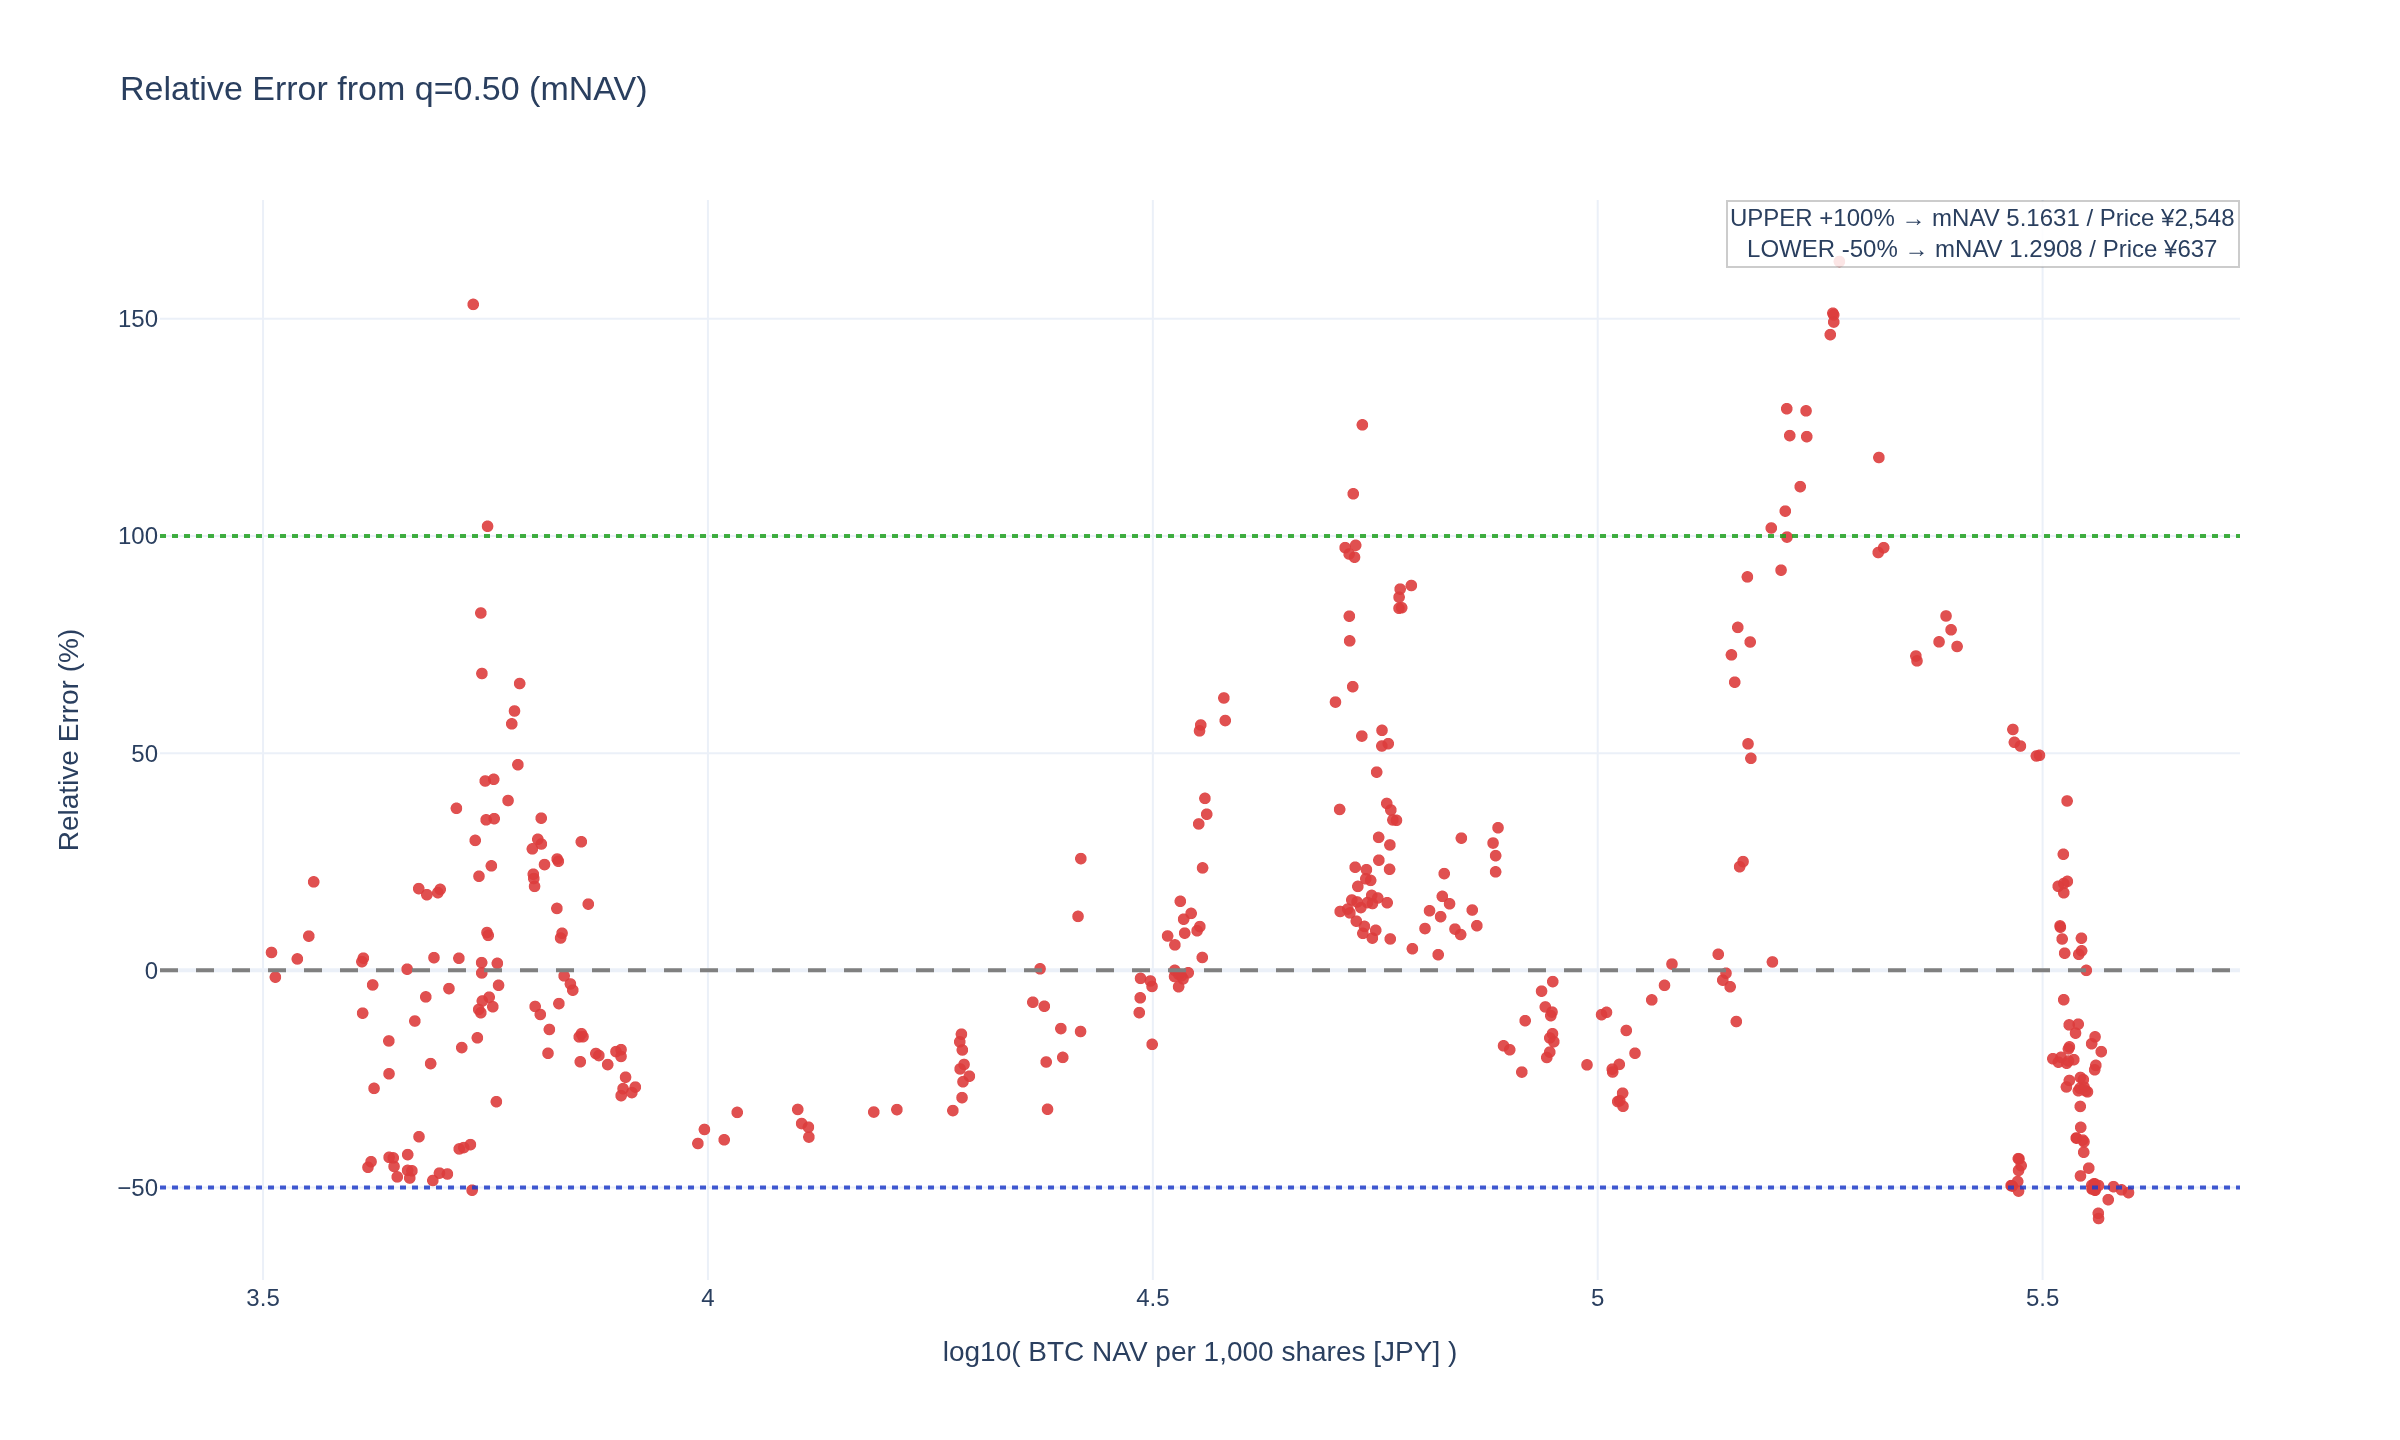 Relative Error from q=0.50 (mNAV)
UPPER +100% → mNAV 5.1631 / Price ¥2,548
LOWER -50% → mNAV 1.2908 / Price ¥637
150
100
50
0
−50
Relative Error (%)
3.5
4
4.5
5
5.5
log10( BTC NAV per 1,000 shares [JPY] )